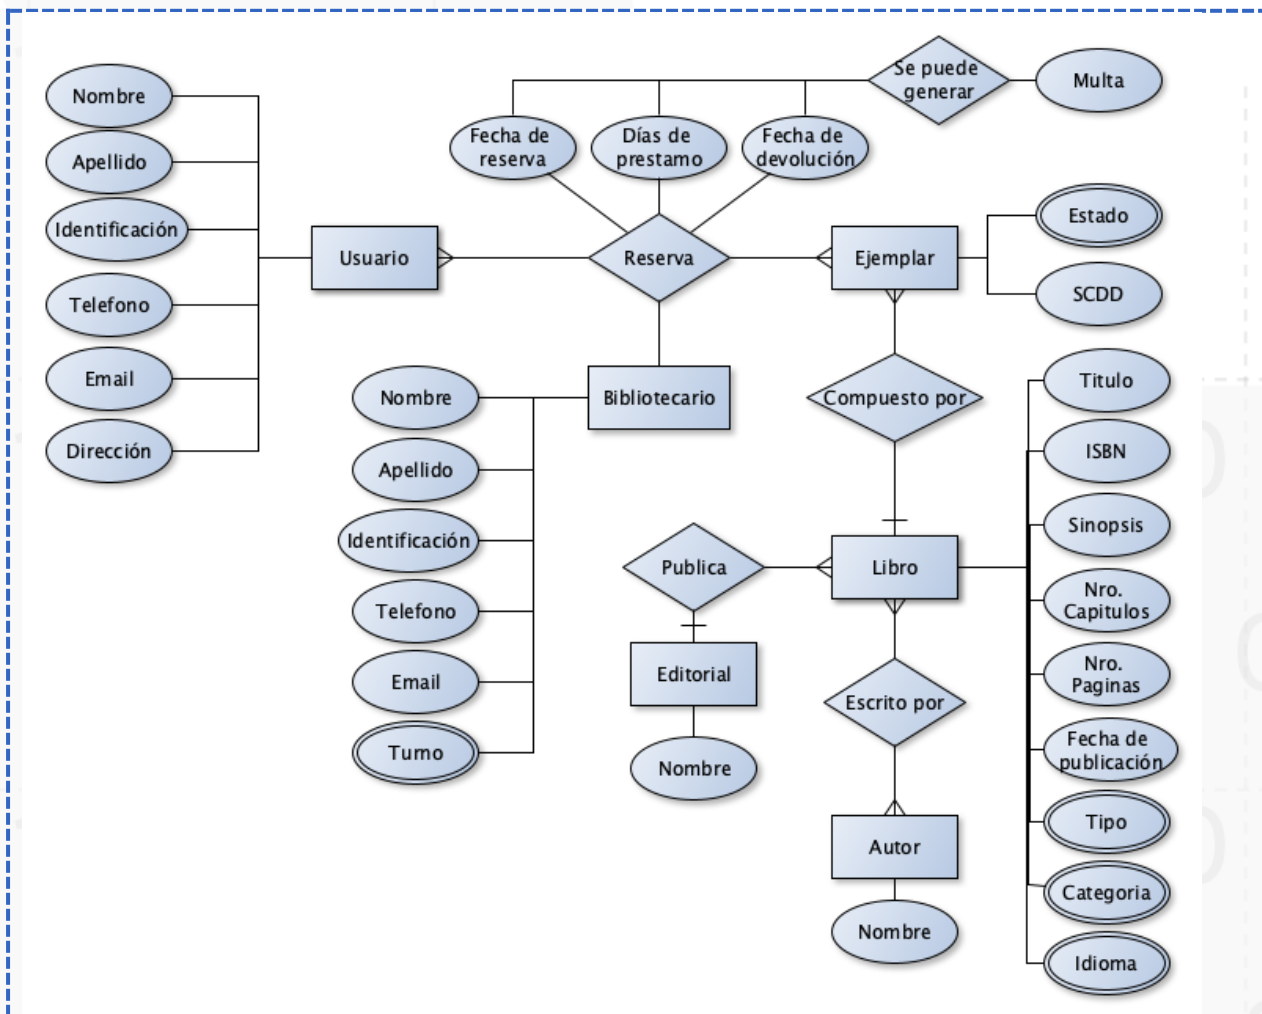 Nombre
Apellido
Identificación
Telefono
Email
Dirección
Usuario
Fecha de
reserva
Días de
prestamo
Fecha de
devolución
Se puede
generar
Multa
Reserva
Ejemplar
Estado
SCDD
Bibliotecario
Nombre
Apellido
Identificación
Telefono
Email
Turno
Compuesto por
Publica
Libro
Editorial
Nombre
Escrito por
Autor
Nombre
Titulo
ISBN
Sinopsis
Nro.
Capitulos
Nro.
Paginas
Fecha de
publicación
Tipo
Categoria
Idioma